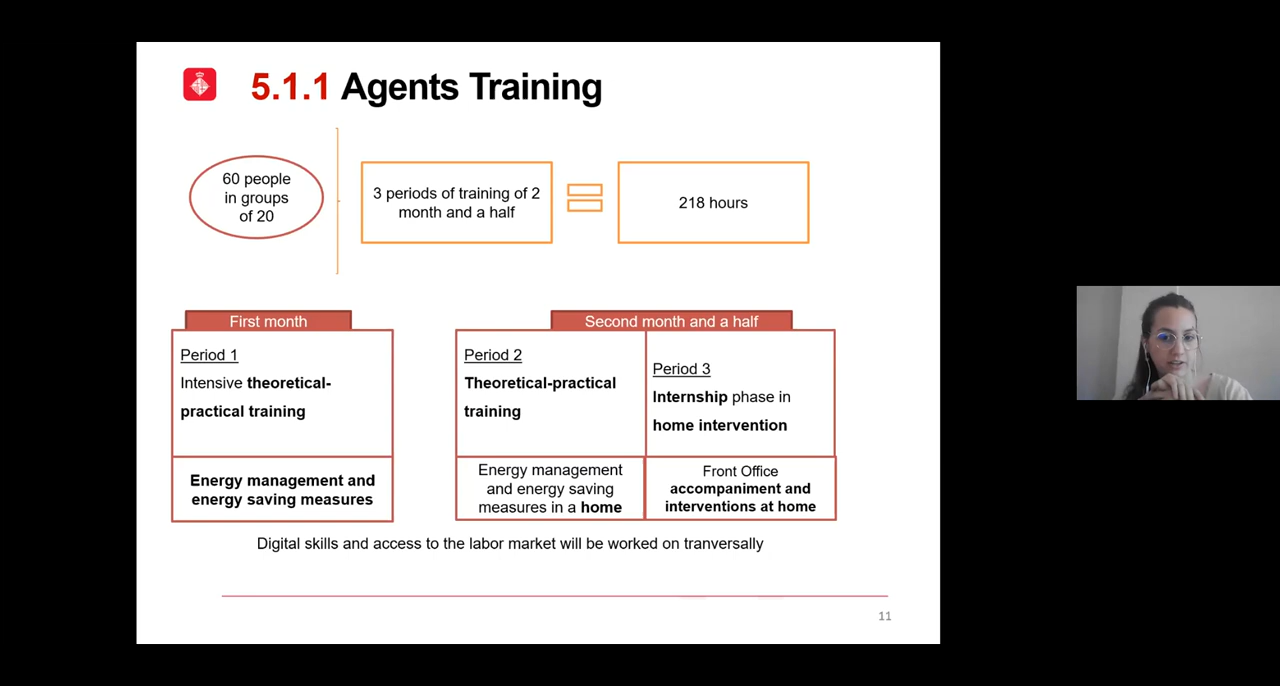 5.1.1 Agents Training
60 people
in groups
of 20
3 periods of training of 2
month and a half
218 hours
First month
Period 1
Intensive theoretical-
practical training
Energy management and
energy saving measures
Second month and a half
Period 2
Theoretical-practical
training
Energy management
and energy saving
measures in a home
Period 3
Internship phase in
home intervention
Front Office
accompaniment and
interventions at home
Digital skills and access to the labor market will be worked on tranversally
11